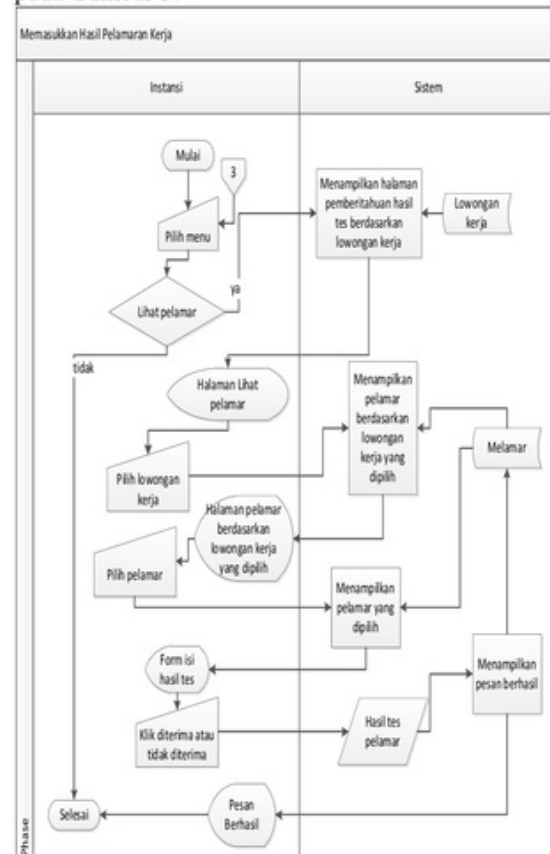 Memasukkan Hasil Pelamaran Kerja
Instansi
Sistem
Mulai
3
Pilih menu
Menampilkan halaman
pemberitahuan hasil
tes berdasarkan
lowongan kerja
Lowongan
kerja
Lihat pelamar
ya
tidak
Halaman Lihat
pelamar
Menampilkan
pelamar
berdasarkan
lowongan
kerja yang
dipilih
Melamar
Pilih lowongan
kerja
Halaman pelamar
berdasarkan
lowongan kerja
yang dipilih
Pilih pelamar
Menampilkan
pelamar yang
dipilih
Form isi
hasil tes
Menampilkan
pesan berhasil
Klik diterima atau
tidak diterima
Hasil tes
pelamar
Selesai
Pesan
Berhasil
Phase